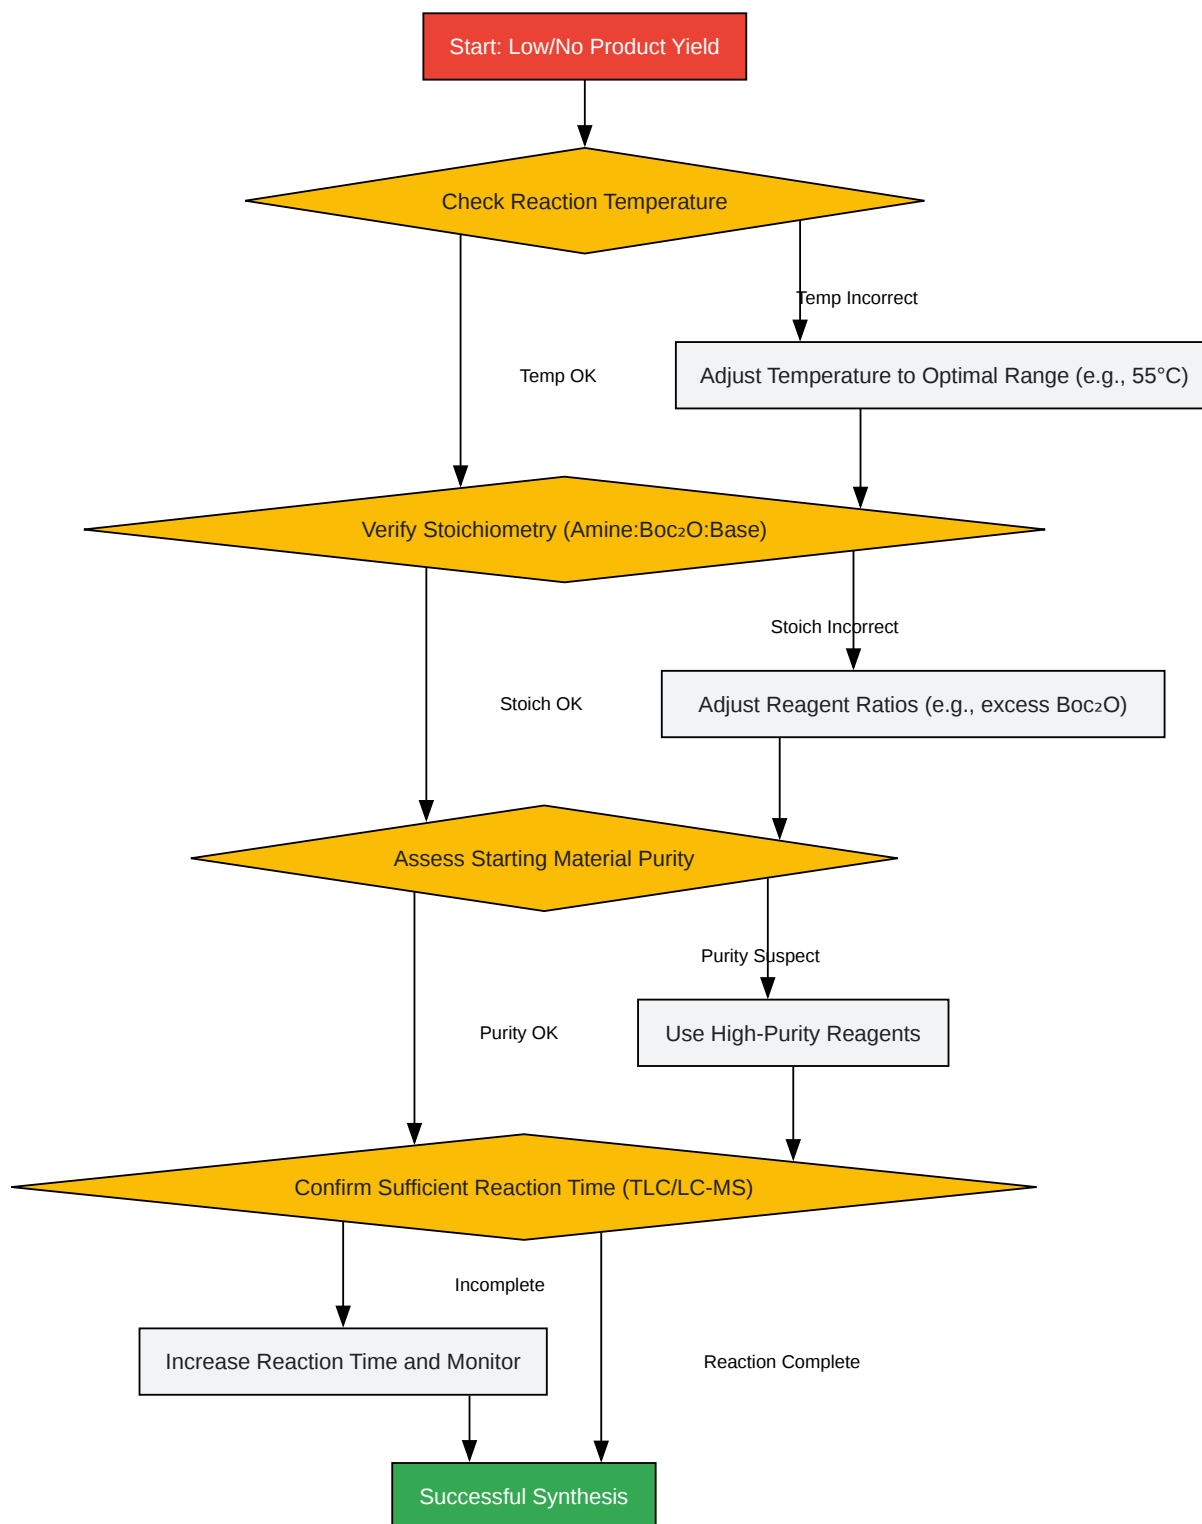 Start: Low/No Product Yield
Check Reaction Temperature
Temp Incorrect
Temp OK
Adjust Temperature to Optimal Range (e.g., 55°C)
Verify Stoichiometry (Amine:Boc₂O:Base)
Stoich Incorrect
Stoich OK
Adjust Reagent Ratios (e.g., excess Boc₂O)
Assess Starting Material Purity
Purity Suspect
Purity OK
Use High-Purity Reagents
Confirm Sufficient Reaction Time (TLC/LC-MS)
Incomplete
Increase Reaction Time and Monitor
Reaction Complete
Successful Synthesis